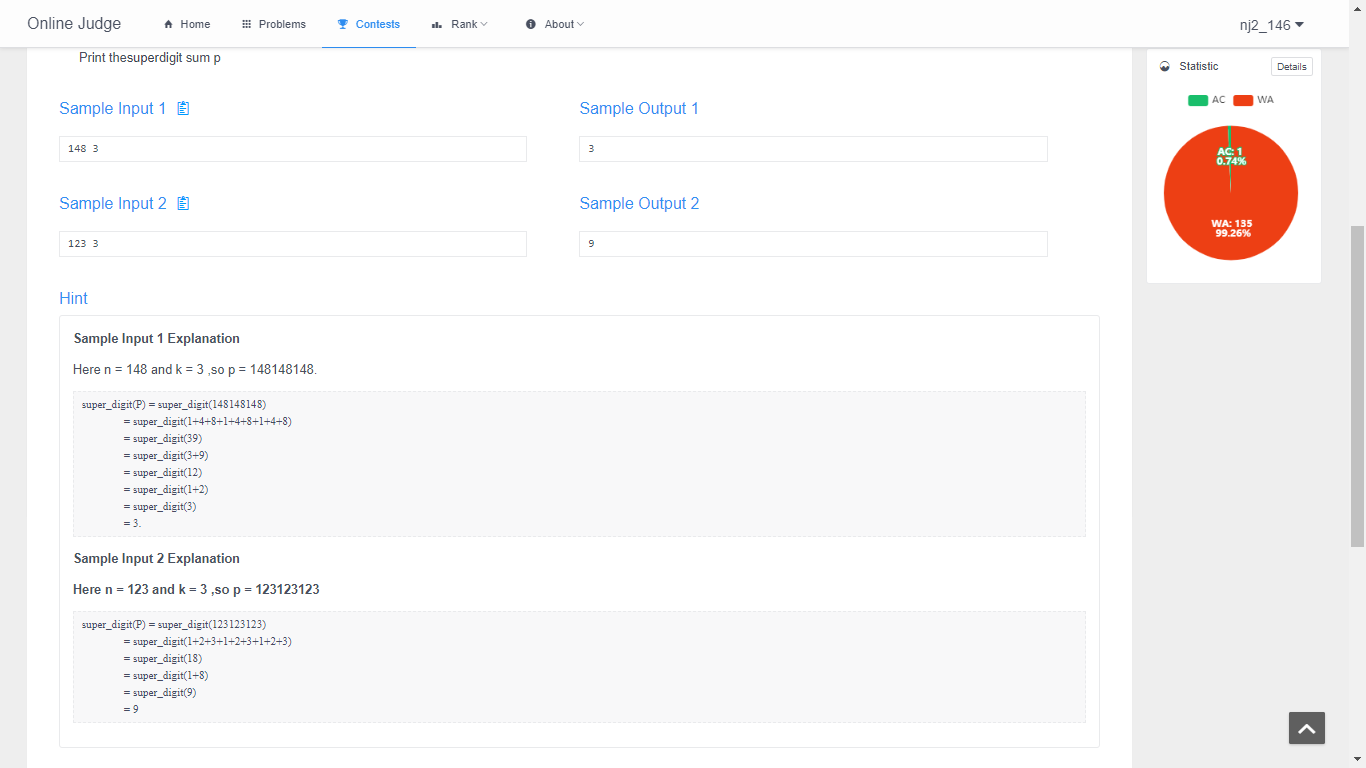 Online Judge
Home
Problems
Contests
Rank
About
nj2_146
Print thesuperdigit sum p
Sample Input 1
Sample Output 1
148 3
3
Sample Input 2
Sample Output 2
123 3
9
Hint
Sample Input 1 Explanation
Here n = 148 and k = 3 ,so p = 148148148.
super_digit(P) = super_digit(148148148)
= super_digit(1+4+8+1+4+8+1+4+8)
= super_digit(39)
= super_digit(3+9)
= super_digit(12)
= super_digit(1+2)
= super_digit(3)
= 3.
Sample Input 2 Explanation
Here n = 123 and k = 3 ,so p = 123123123
super_digit(P) = super_digit(123123123)
= super_digit(1+2+3+1+2+3+1+2+3)
= super_digit(18)
= super_digit(1+8)
= super_digit(9)
= 9
Statistic
Details
AC
WA
AC: 1
0.74%
WA: 135
99.26%